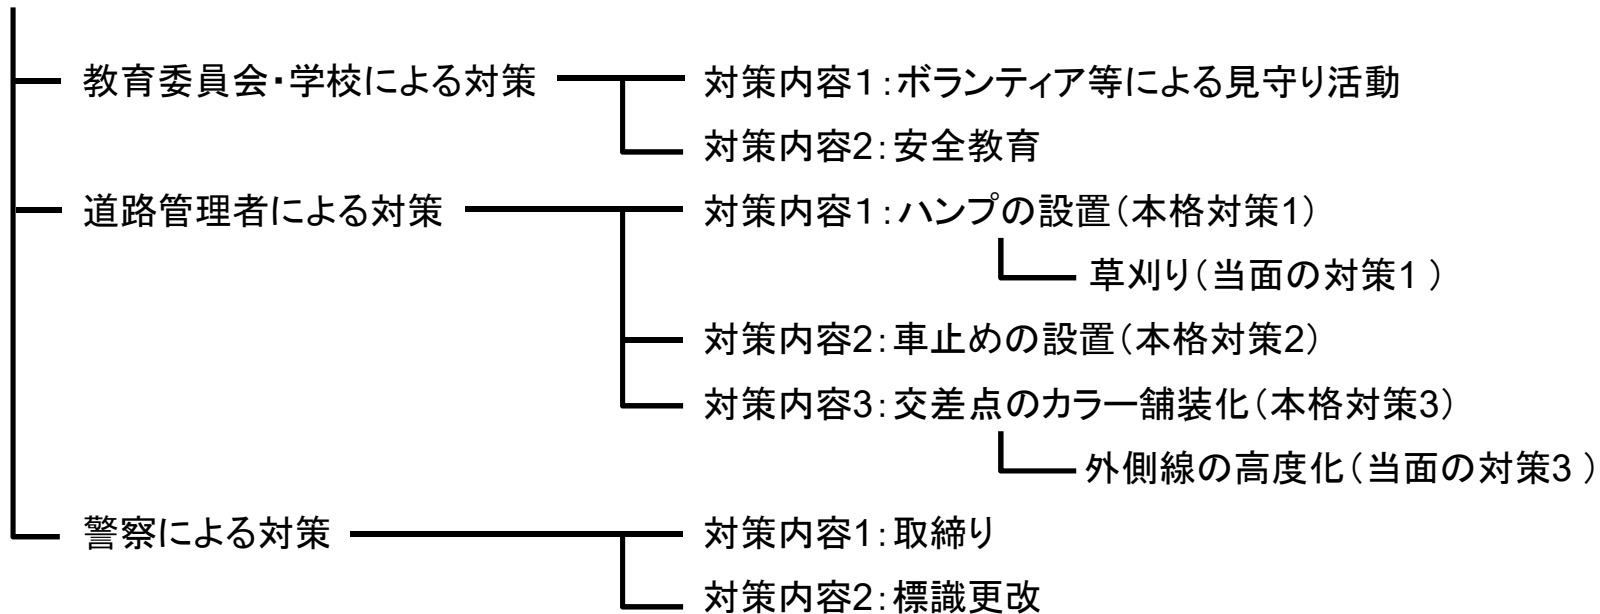 教育委員会・学校による対策 対策内容1:ボランティア等による見守り活動
対策内容2:安全教育
道路管理者による対策 対策内容1:ハンプの設置(本格対策1)
草刈り(当面の対策1 )
対策内容2:車止めの設置(本格対策2)
対策内容3:交差点のカラー舗装化(本格対策3)
外側線の高度化(当面の対策3 )
警察による対策 対策内容1:取締り
対策内容2:標識更改